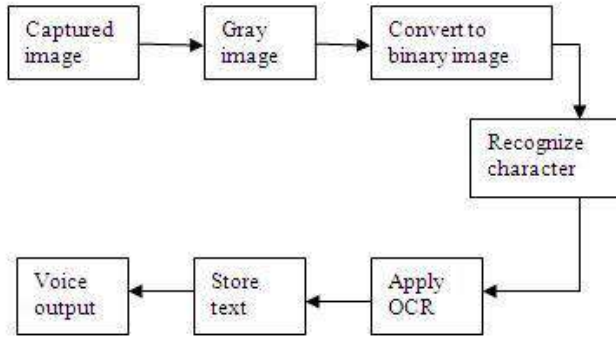 Captured
image
Gray
image
Convert to
binary image
Recognize
character
Apply
OCR
Store
text
Voice
output